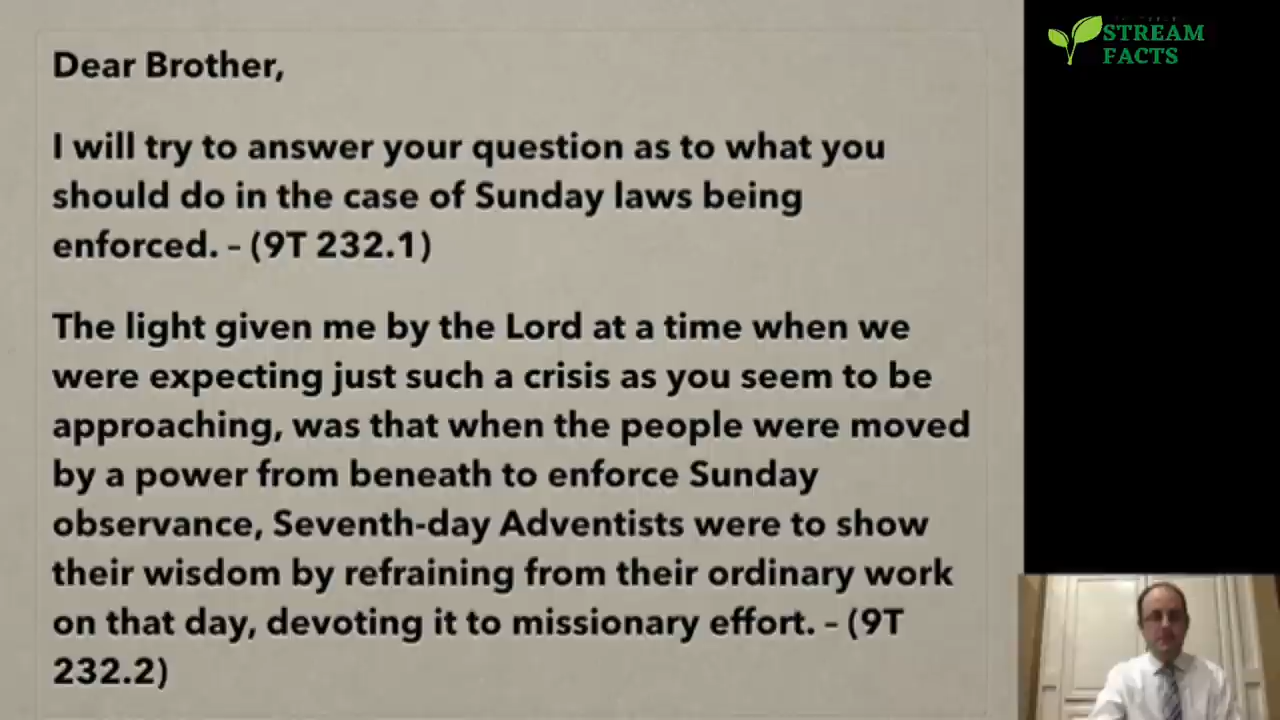 Dear Brother,
I will try to answer your question as to what you
should do in the case of Sunday laws being
enforced. – (9T 232.1)
The light given me by the Lord at a time when we
were expecting just such a crisis as you seem to be
approaching, was that when the people were moved
by a power from beneath to enforce Sunday
observance, Seventh-day Adventists were to show
their wisdom by refraining from their ordinary work
on that day, devoting it to missionary effort. – (9T
232.2)
STREAM
FACTS